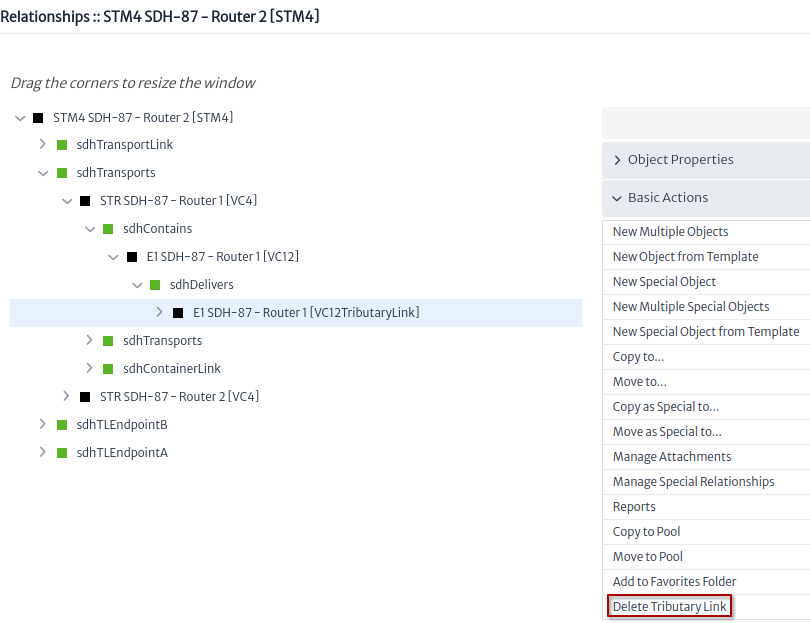 Relationships :: STM4 SDH-87 - Router 2 [STM4]
Drag the corners to resize the window
STM4 SDH-87 - Router 2 [STM4]
sdhTransportLink
sdhTransports
STR SDH-87 - Router 1 [VC4]
sdhContains
E1 SDH-87 - Router 1 [VC12]
sdhDelivers
E1 SDH-87 - Router 1 [VC12TributaryLink]
sdhTransports
sdhContainerLink
STR SDH-87 - Router 2 [VC4]
sdhTLEndpointB
sdhTLEndpointA
Object Properties
Basic Actions
New Multiple Objects
New Object from Template
New Special Object
New Multiple Special Objects
New Special Object from Template
Copy to...
Move to...
Copy as Special to...
Move as Special to...
Manage Attachments
Manage Special Relationships
Reports
Copy to Pool
Move to Pool
Add to Favorites Folder
Delete Tributary Link